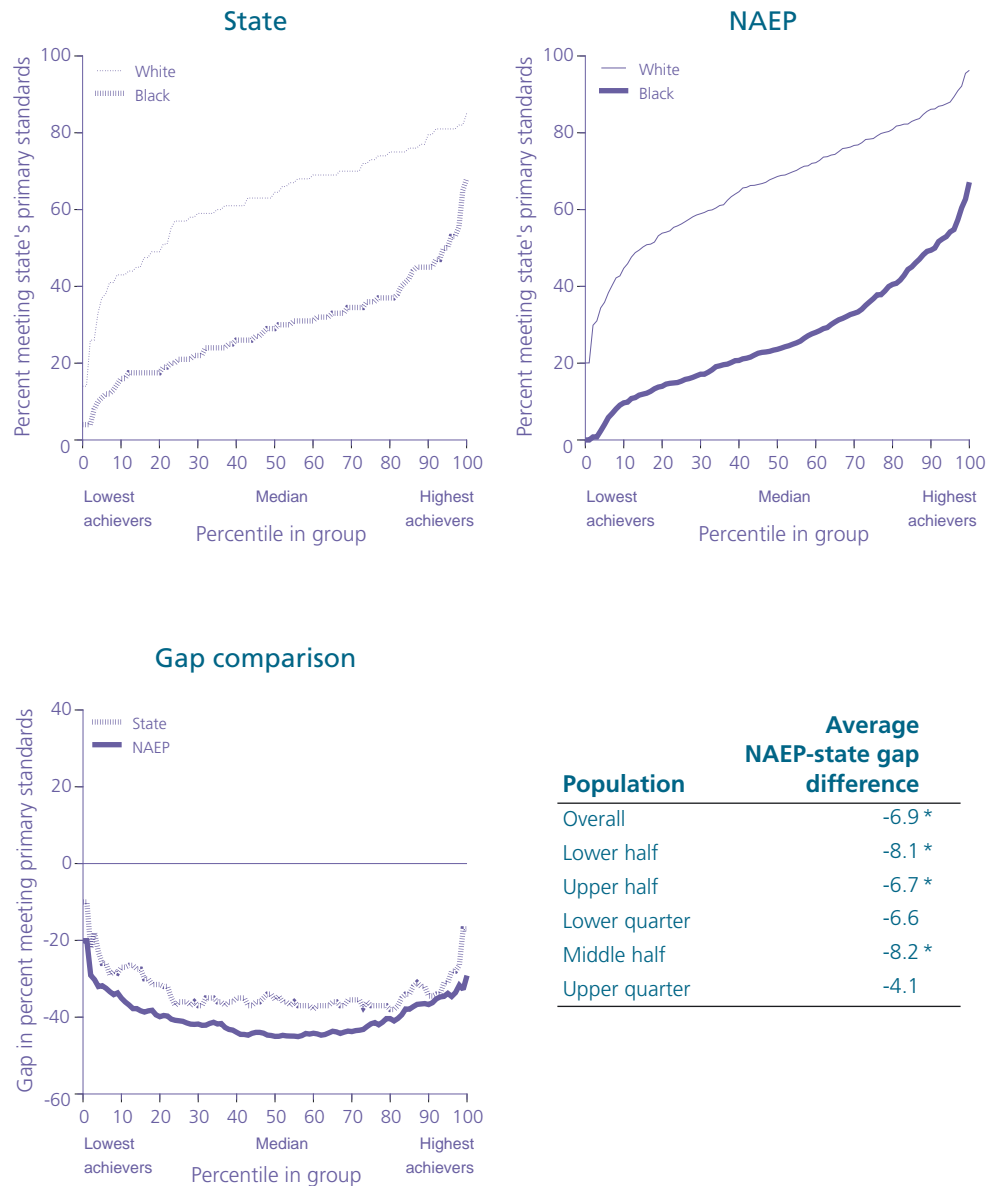 State
Percent meeting state's primary standards
100
80
60
40
20
0
White
Black
0 10 20 30 40 50 60 70 80 90 100
Lowest achievers
Median
Highest achievers
Percentile in group
NAEP
Percent meeting state's primary standards
100
80
60
40
20
0
White
Black
0 10 20 30 40 50 60 70 80 90 100
Lowest achievers
Median
Highest achievers
Percentile in group
Gap comparison
Gap in percent meeting primary standards
40
20
0
-20
-40
-60
State
NAEP
0 10 20 30 40 50 60 70 80 90 100
Lowest achievers
Median
Highest achievers
Percentile in group
Population Average NAEP-state gap difference
Overall -6.9 *
Lower half -8.1 *
Upper half -6.7 *
Lower quarter -6.6
Middle half -8.2 *
Upper quarter -4.1